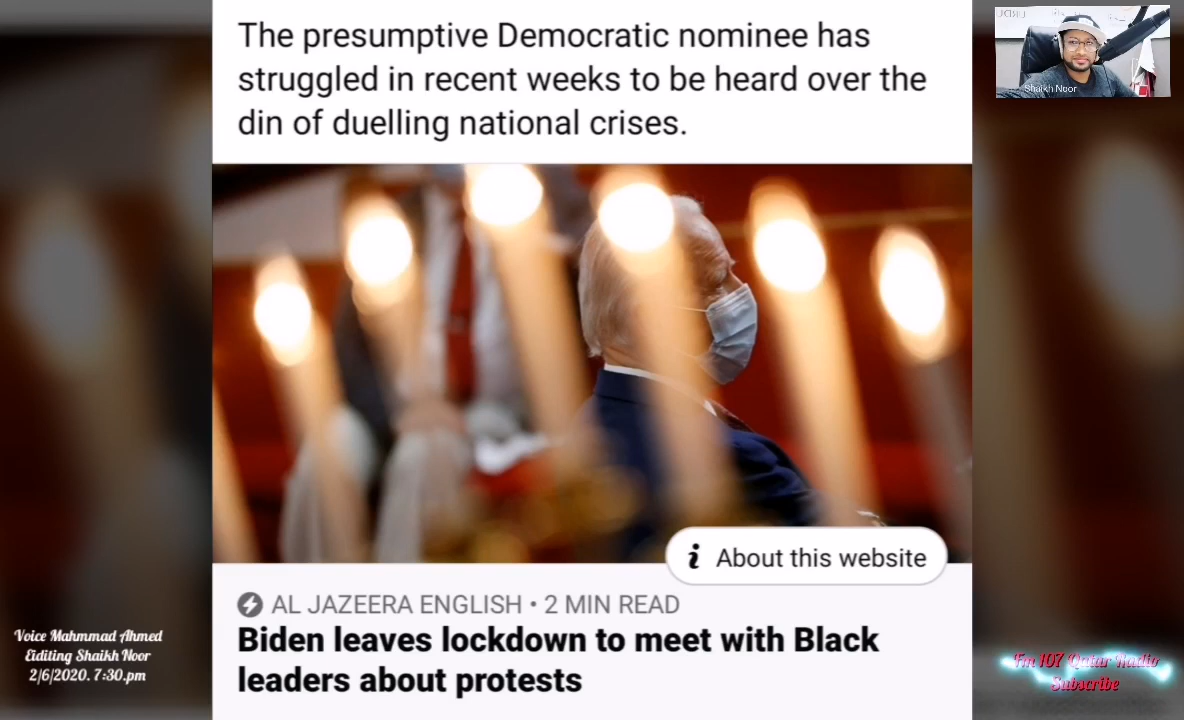 The presumptive Democratic nominee has
struggled in recent weeks to be heard over the
din of duelling national crises.
Shaikh Noor
i About this website
AL JAZEERA ENGLISH • 2 MIN READ
Biden leaves lockdown to meet with Black
leaders about protests
Voice Mahmmad Ahmed
Eiditing Shaikh Noor
2/6/2020. 7:30.pm
Fm 107 Qatar Radio
Subscribe